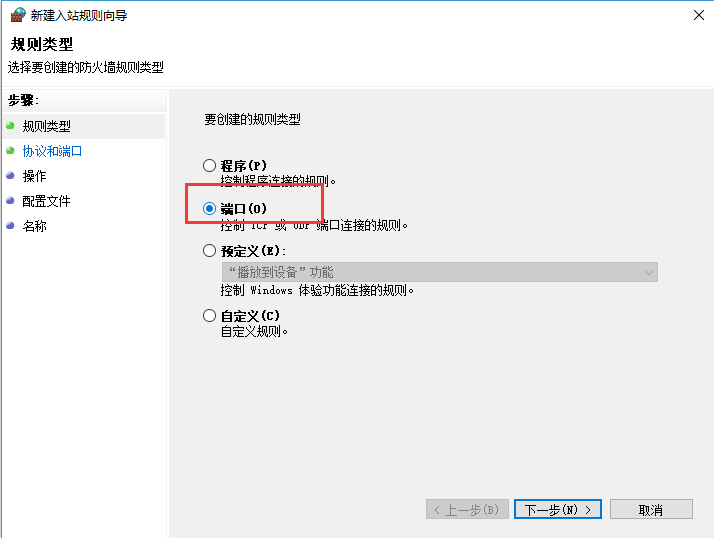 新建入站规则向导
规则类型
选择要创建的防火墙规则类型
步骤:
规则类型
协议和端口
操作
配置文件
名称
要创建的规则类型
程序(P)
控制程序连接的规则。
端口(O)
控制 TCP 或 UDP 端口连接的规则。
预定义(E):
“播放到设备”功能
控制 Windows 体验功能连接的规则。
自定义(C)
自定义规则。
< 上一步(B)
下一步(N) >
取消